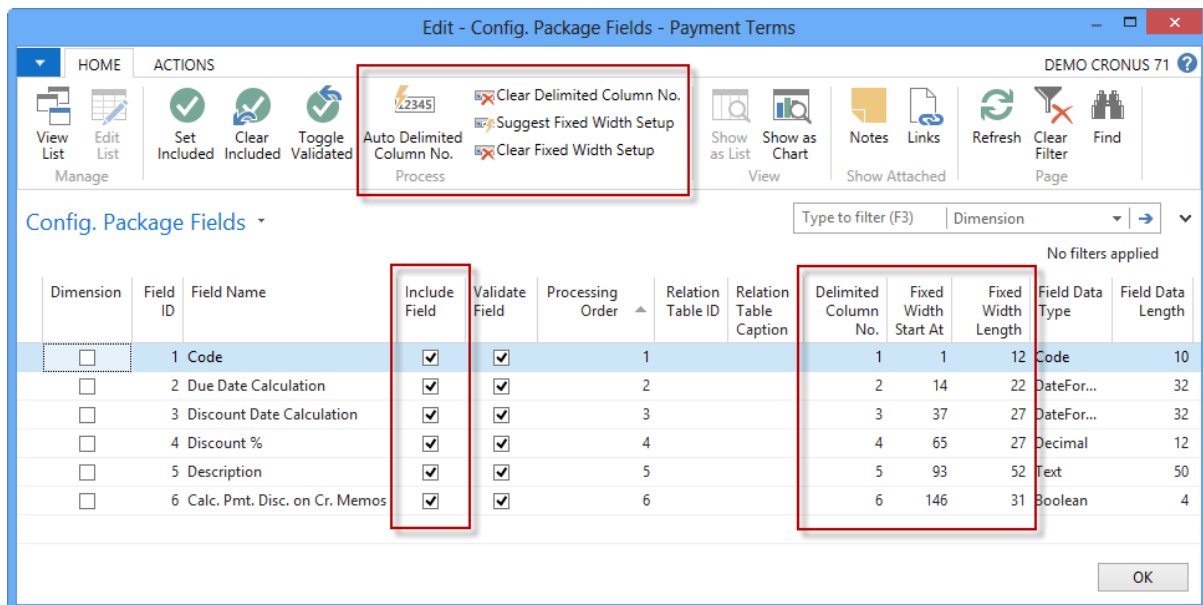 Edit - Config. Package Fields - Payment Terms
HOME ACTIONS DEMO CRONUS 71
View List
Edit List
Manage
Set Included
Clear Included
Toggle Validated
12345
Auto Delimited Column No.
Clear Delimited Column No.
Suggest Fixed Width Setup
Clear Fixed Width Setup
Process
Show as List
Show as Chart
View
Notes
Links
Show Attached
Refresh
Clear Filter
Find
Page
Config. Package Fields
Type to filter (F3) Dimension
No filters applied
Dimension Field ID Field Name Include Field Validate Field Processing Order Relation Table ID Relation Table Caption Delimited Column No. Fixed Width Start At Fixed Width Length Field Data Type Field Data Length
1 Code 1 1 1 12 Code 10
2 Due Date Calculation 2 2 14 22 DateFor... 32
3 Discount Date Calculation 3 3 37 27 DateFor... 32
4 Discount % 4 4 65 27 Decimal 12
5 Description 5 5 93 52 Text 50
6 Calc. Pmt. Disc. on Cr. Memos 6 6 146 31 Boolean 4
OK